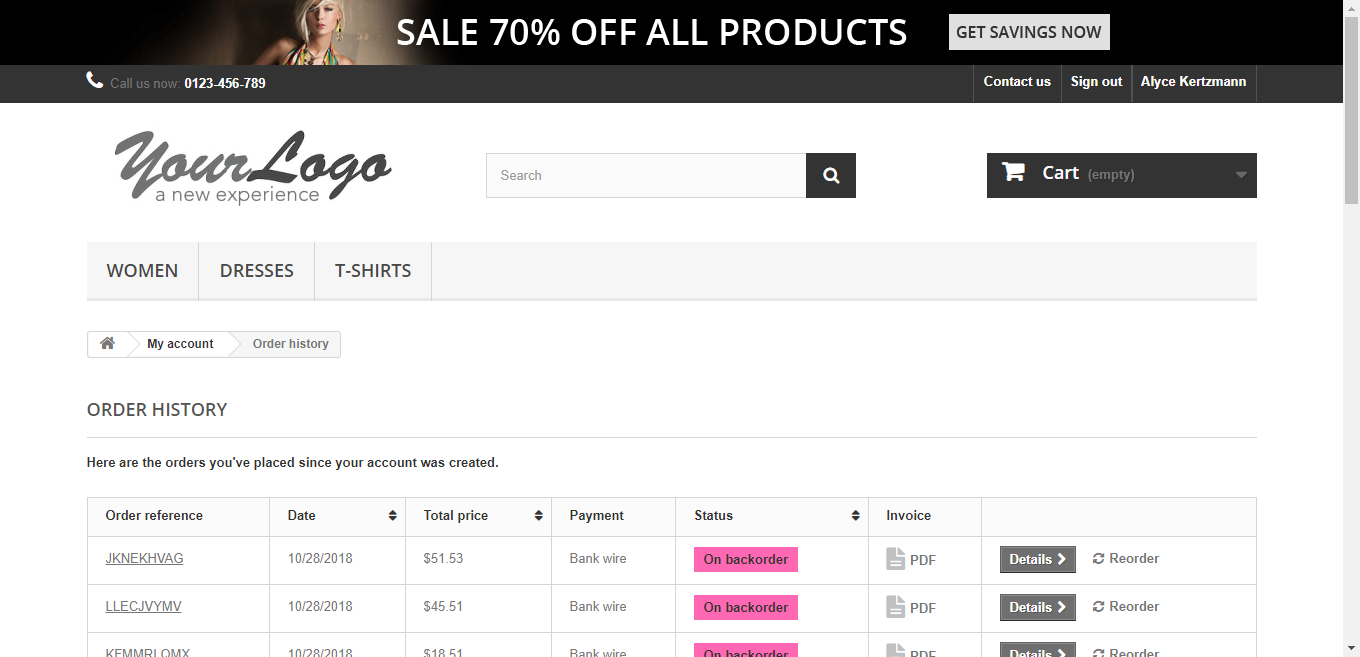 SALE 70% OFF ALL PRODUCTS GET SAVINGS NOW
Call us now: 0123-456-789 Contact us Sign out Alyce Kertzmann
Your Logo
a new experience
Search Cart (empty)
WOMEN DRESSES T-SHIRTS
My account Order history
ORDER HISTORY
Here are the orders you've placed since your account was created.
Order reference Date Total price Payment Status Invoice
JKNEKHVAG 10/28/2018 $51.53 Bank wire On backorder PDF Details Reorder
LLECJVYMV 10/28/2018 $45.51 Bank wire On backorder PDF Details Reorder
10/28/2018 $18.51 Bank wire On backorder PDF Details Reorder